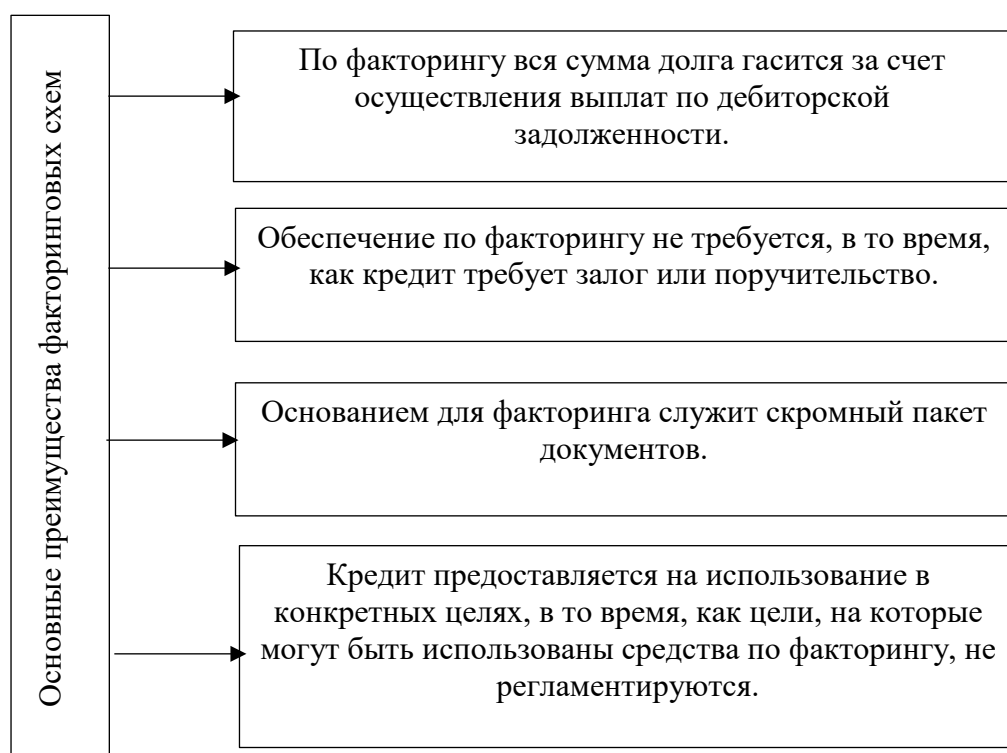 Основные преимущества факторинговых схем
По факторингу вся сумма долга гасится за счет
осуществления выплат по дебиторской
задолженности.
Обеспечение по факторингу не требуется, в то время,
как кредит требует залог или поручительство.
Основанием для факторинга служит скромный пакет
документов.
Кредит предоставляется на использование в
конкретных целях, в то время, как цели, на которые
могут быть использованы средства по факторингу, не
регламентируются.